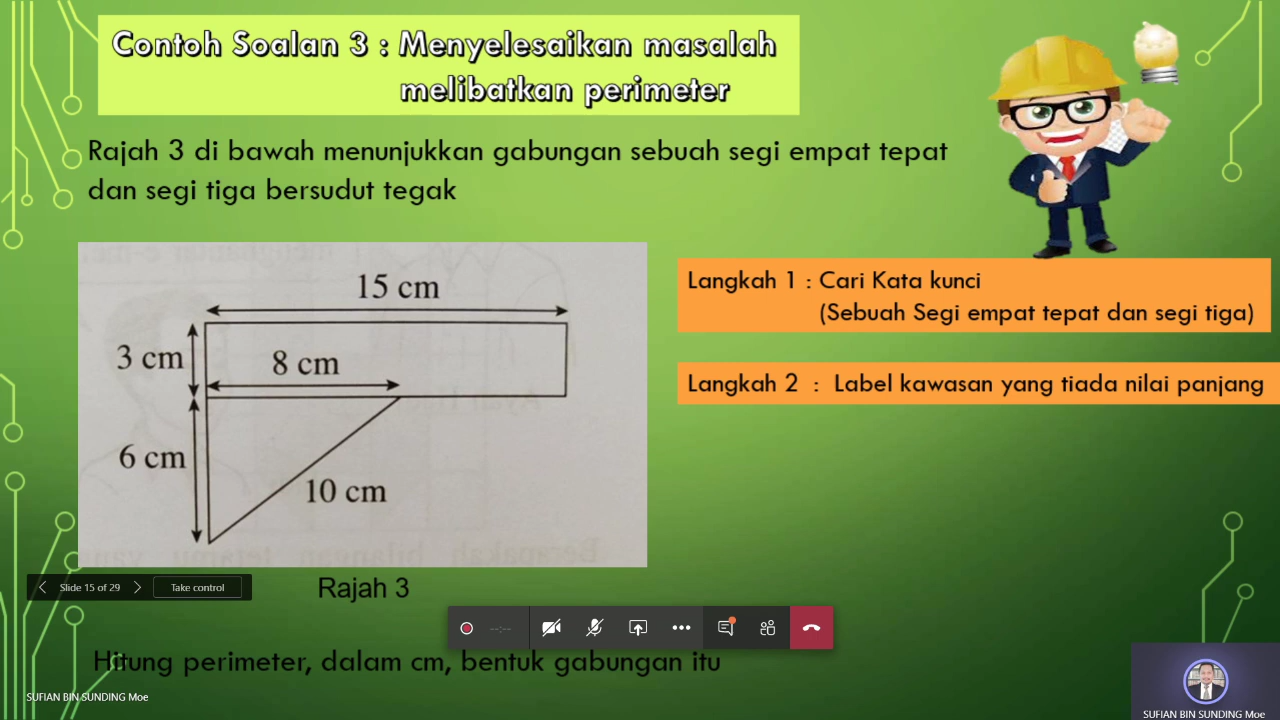 Contoh Soalan 3 : Menyelesaikan masalah
melibatkan perimeter
Rajah 3 di bawah menunjukkan gabungan sebuah segi empat tepat
dan segi tiga bersudut tegak
15 cm
3 cm
8 cm
6 cm
10 cm
Rajah 3
Langkah 1 : Cari Kata kunci
(Sebuah Segi empat tepat dan segi tiga)
Langkah 2 : Label kawasan yang tiada nilai panjang
Slide 15 of 29
Take control
--:--
Hitung perimeter, dalam cm, bentuk gabungan itu
SUFIAN BIN SUNDING Moe
SUFIAN BIN SUNDING Moe